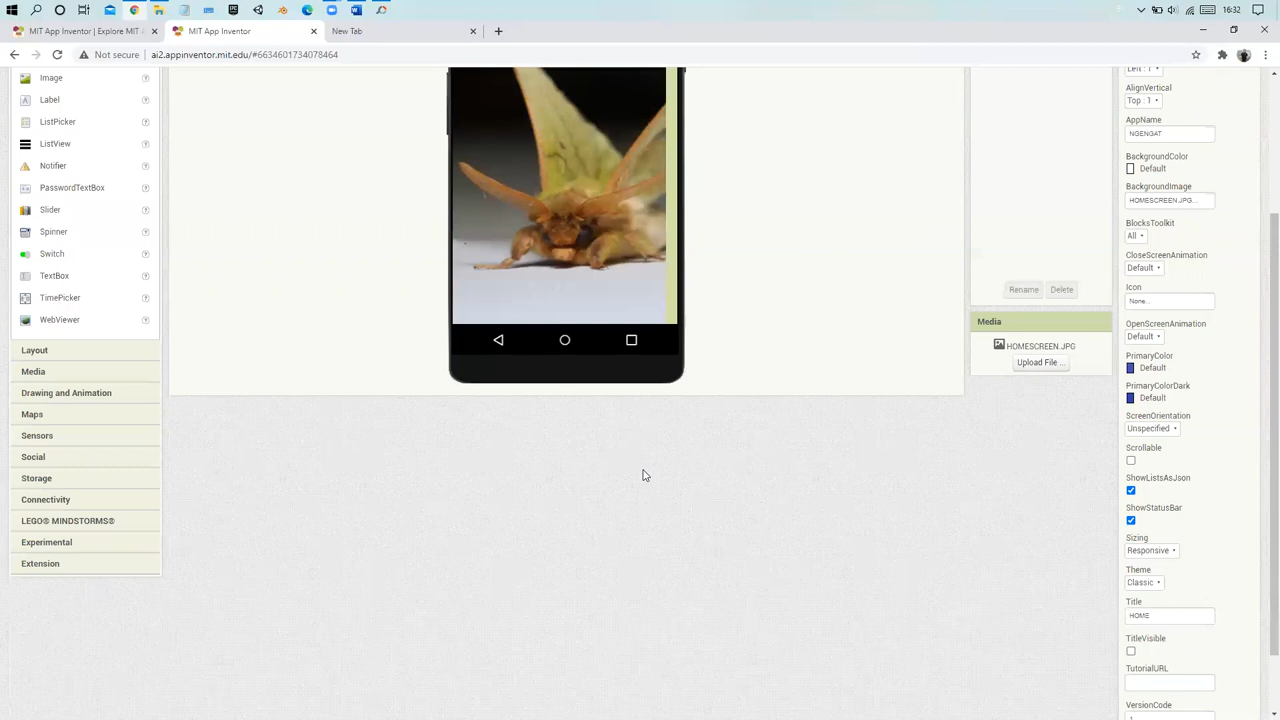 16:32
MIT App Inventor | Explore MIT
MIT App Inventor
New Tab
Not secure
ai2.appinventor.mit.edu/#6634601734078464
Image
Label
ListPicker
ListView
Notifier
PasswordTextBox
Slider
Spinner
Switch
TextBox
TimePicker
WebViewer
Layout
Media
Drawing and Animation
Maps
Sensors
Social
Storage
Connectivity
LEGO® MINDSTORMS®
Experimental
Extension
Rename
Delete
Media
HOMESCREEN.JPG
Upload File ...
Left : 1
AlignVertical
Top : 1
AppName
NGENGAT
BackgroundColor
Default
BackgroundImage
HOMESCREEN.JPG...
BlocksToolkit
All
CloseScreenAnimation
Default
Icon
None...
OpenScreenAnimation
Default
PrimaryColor
Default
PrimaryColorDark
Default
ScreenOrientation
Unspecified
Scrollable
ShowListsAsJson
ShowStatusBar
Sizing
Responsive
Theme
Classic
Title
HOME
TitleVisible
TutorialURL
VersionCode
1